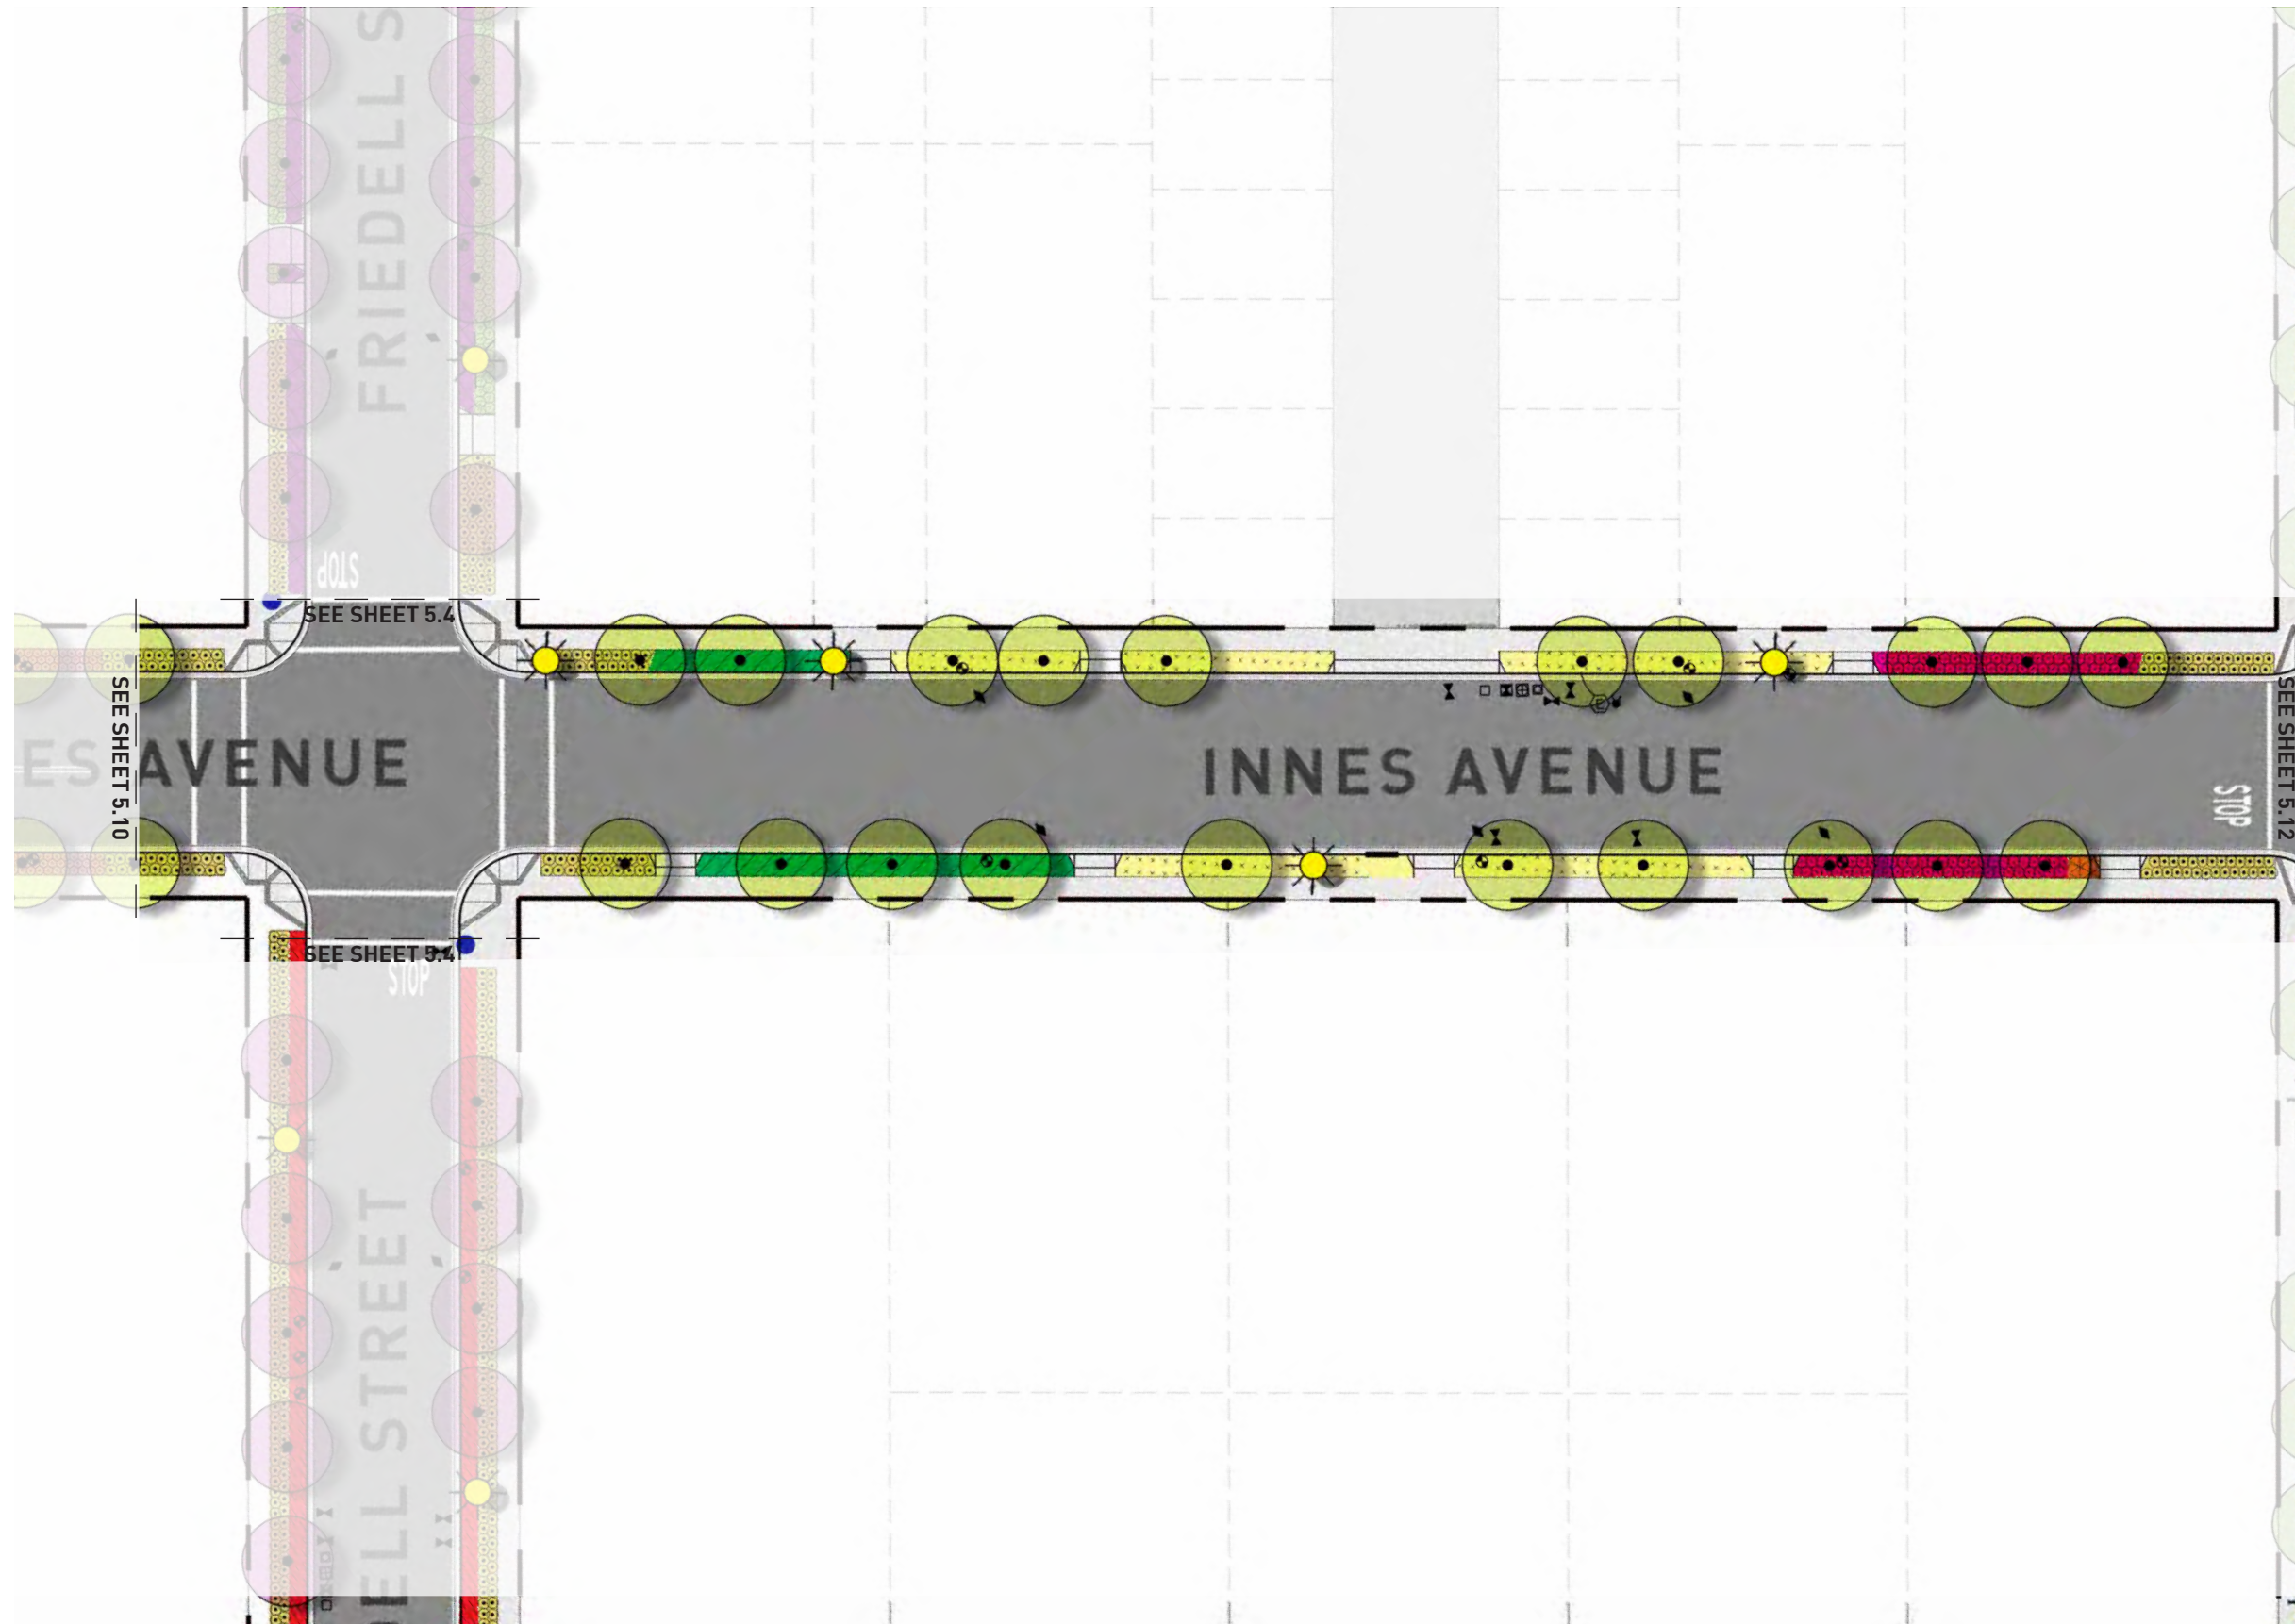 FRIEDELL S
STOP
SEE SHEET 5.4
SEE SHEET 5.10
ES AVENUE
INNES AVENUE
STOP
SEE SHEET 5.12
SEE SHEET 5.4
STOP
DELL STREET